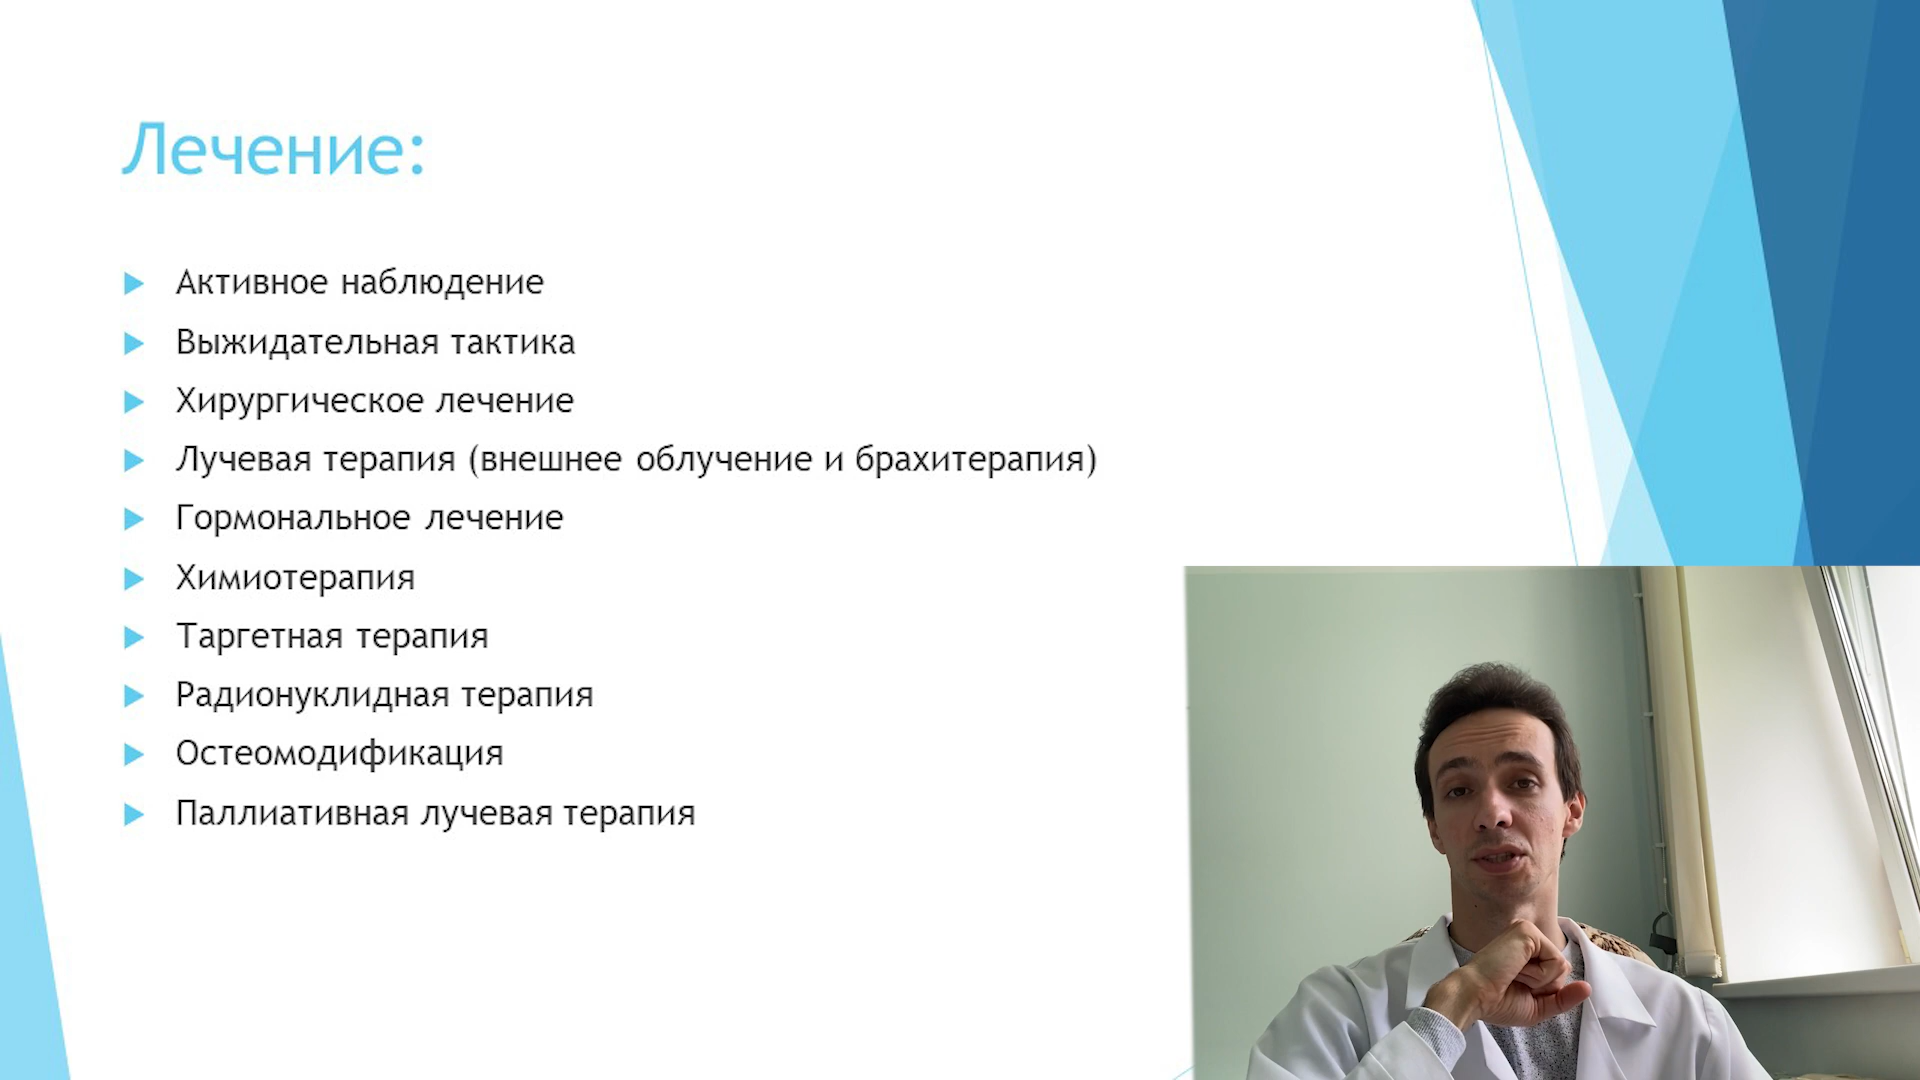 Лечение:
Активное наблюдение
Выжидательная тактика
Хирургическое лечение
Лучевая терапия (внешнее облучение и брахитерапия)
Гормональное лечение
Химиотерапия
Таргетная терапия
Радионуклидная терапия
Остеомодификация
Паллиативная лучевая терапия